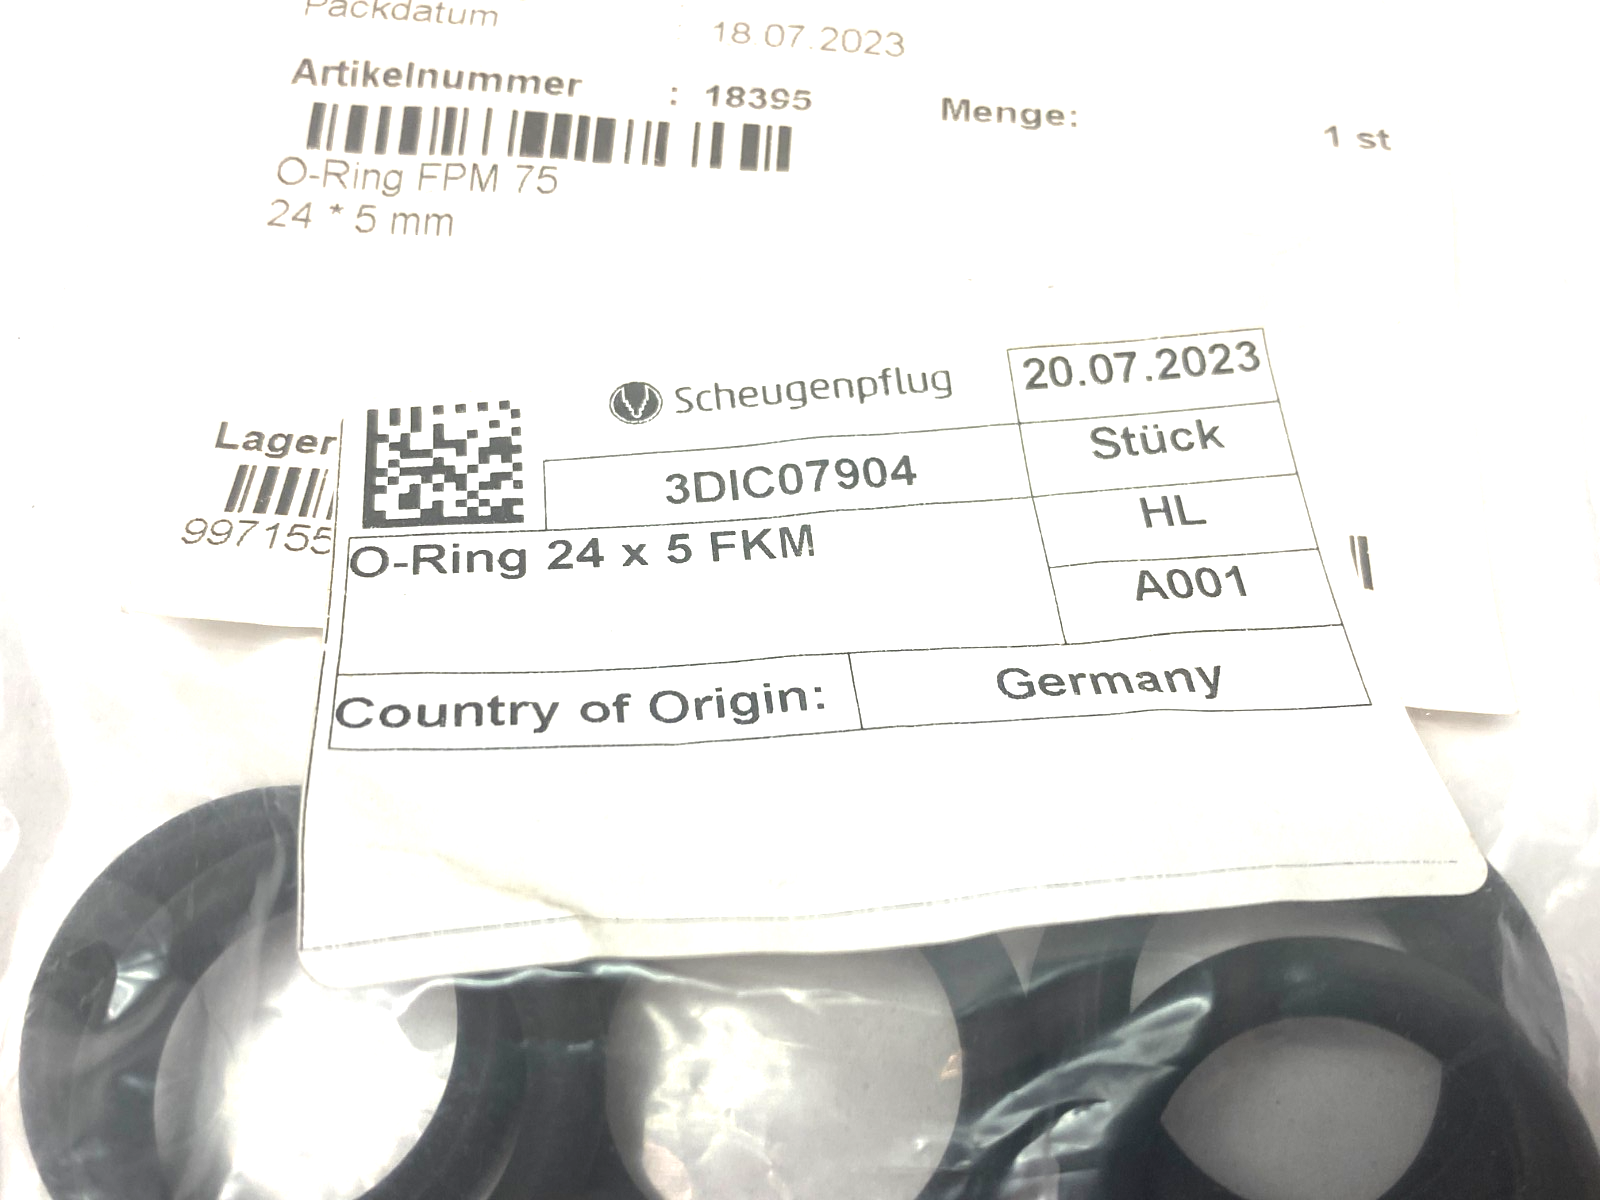 Packdatum 18.07.2023
Artikelnummer : 18395 Menge: 1 st
O-Ring FPM 75
24 * 5 mm
Lager
997155
Scheugenpflug 20.07.2023
3DIC07904 Stück
O-Ring 24 x 5 FKM HL
A001
Country of Origin: Germany